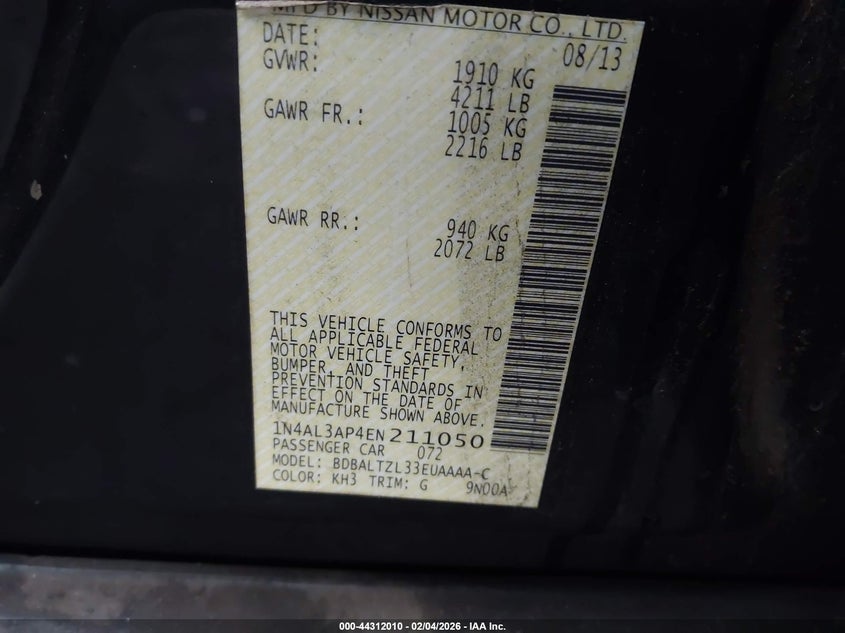 MFD BY NISSAN MOTOR CO., LTD.
DATE: 08/13
GVWR: 1910 KG
4211 LB
GAWR FR.: 1005 KG
2216 LB
GAWR RR.: 940 KG
2072 LB
THIS VEHICLE CONFORMS TO
ALL APPLICABLE FEDERAL
MOTOR VEHICLE SAFETY,
BUMPER, AND THEFT
PREVENTION STANDARDS IN
EFFECT ON THE DATE OF
MANUFACTURE SHOWN ABOVE.
1N4AL3AP4EN211050
PASSENGER CAR 072
MODEL: BDBALTZL33EUAAAA-C
COLOR: KH3 TRIM: G 9N00A
000-44312010 - 02/04/2026 - IAA Inc.